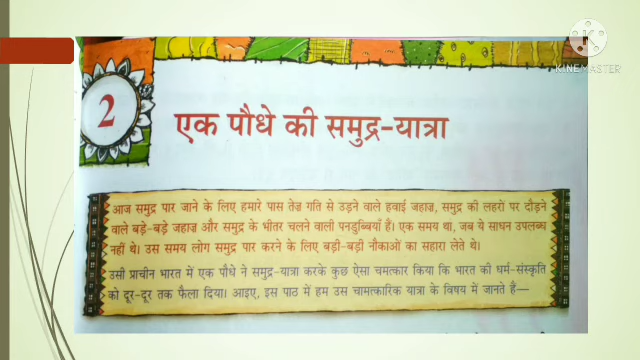 KINEMASTER
2
एक पौधे की समुद्र-यात्रा
आज समुद्र पार जाने के लिए हमारे पास तेज़ गति से उड़ने वाले हवाई जहाज़, समुद्र की लहरों पर दौड़ने
वाले बड़े-बड़े जहाज़ और समुद्र के भीतर चलने वाली पनडुब्बियाँ हैं। एक समय था, जब ये साधन उपलब्ध
नहीं थे। उस समय लोग समुद्र पार करने के लिए बड़ी-बड़ी नौकाओं का सहारा लेते थे।
उसी प्राचीन भारत में एक पौधे ने समुद्र-यात्रा करके कुछ ऐसा चमत्कार किया कि भारत की धर्म-संस्कृति
को दूर-दूर तक फैला दिया। आइए, इस पाठ में हम उस चामत्कारिक यात्रा के विषय में जानते हैं—